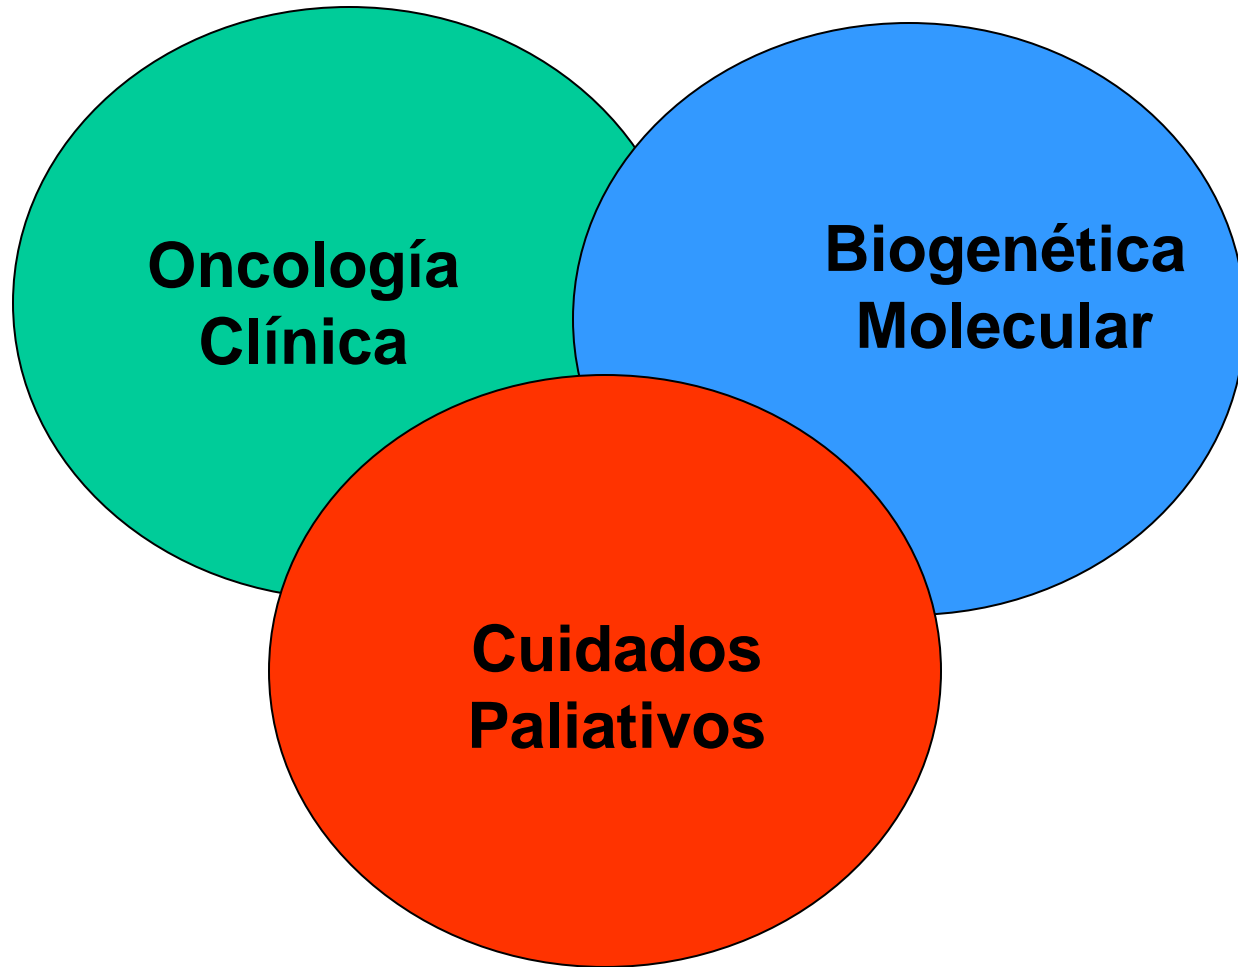 Oncología
Clínica
Biogenética
Molecular
Cuidados
Paliativos